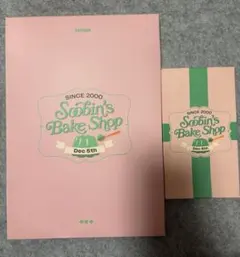 SINCE 2000
Soobin's
Bake Shop
Dec 5th
SINCE 2000
Soobin's
Bake Shop
Dec 5th